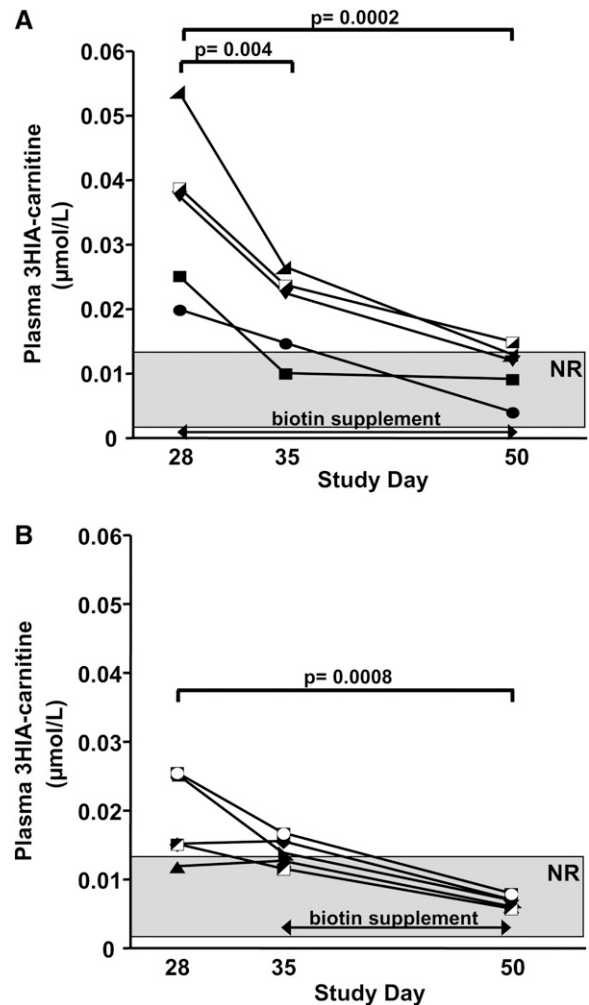 A
p= 0.0002
p= 0.004
0.06
0.05
0.04
0.03
0.02
0.01
0
Plasma 3HIA-carnitine
(µmol/L)
NR
biotin supplement
28
35
50
Study Day
B
0.06
0.05
0.04
0.03
0.02
0.01
0
Plasma 3HIA-carnitine
(µmol/L)
p= 0.0008
NR
biotin supplement
28
35
50
Study Day